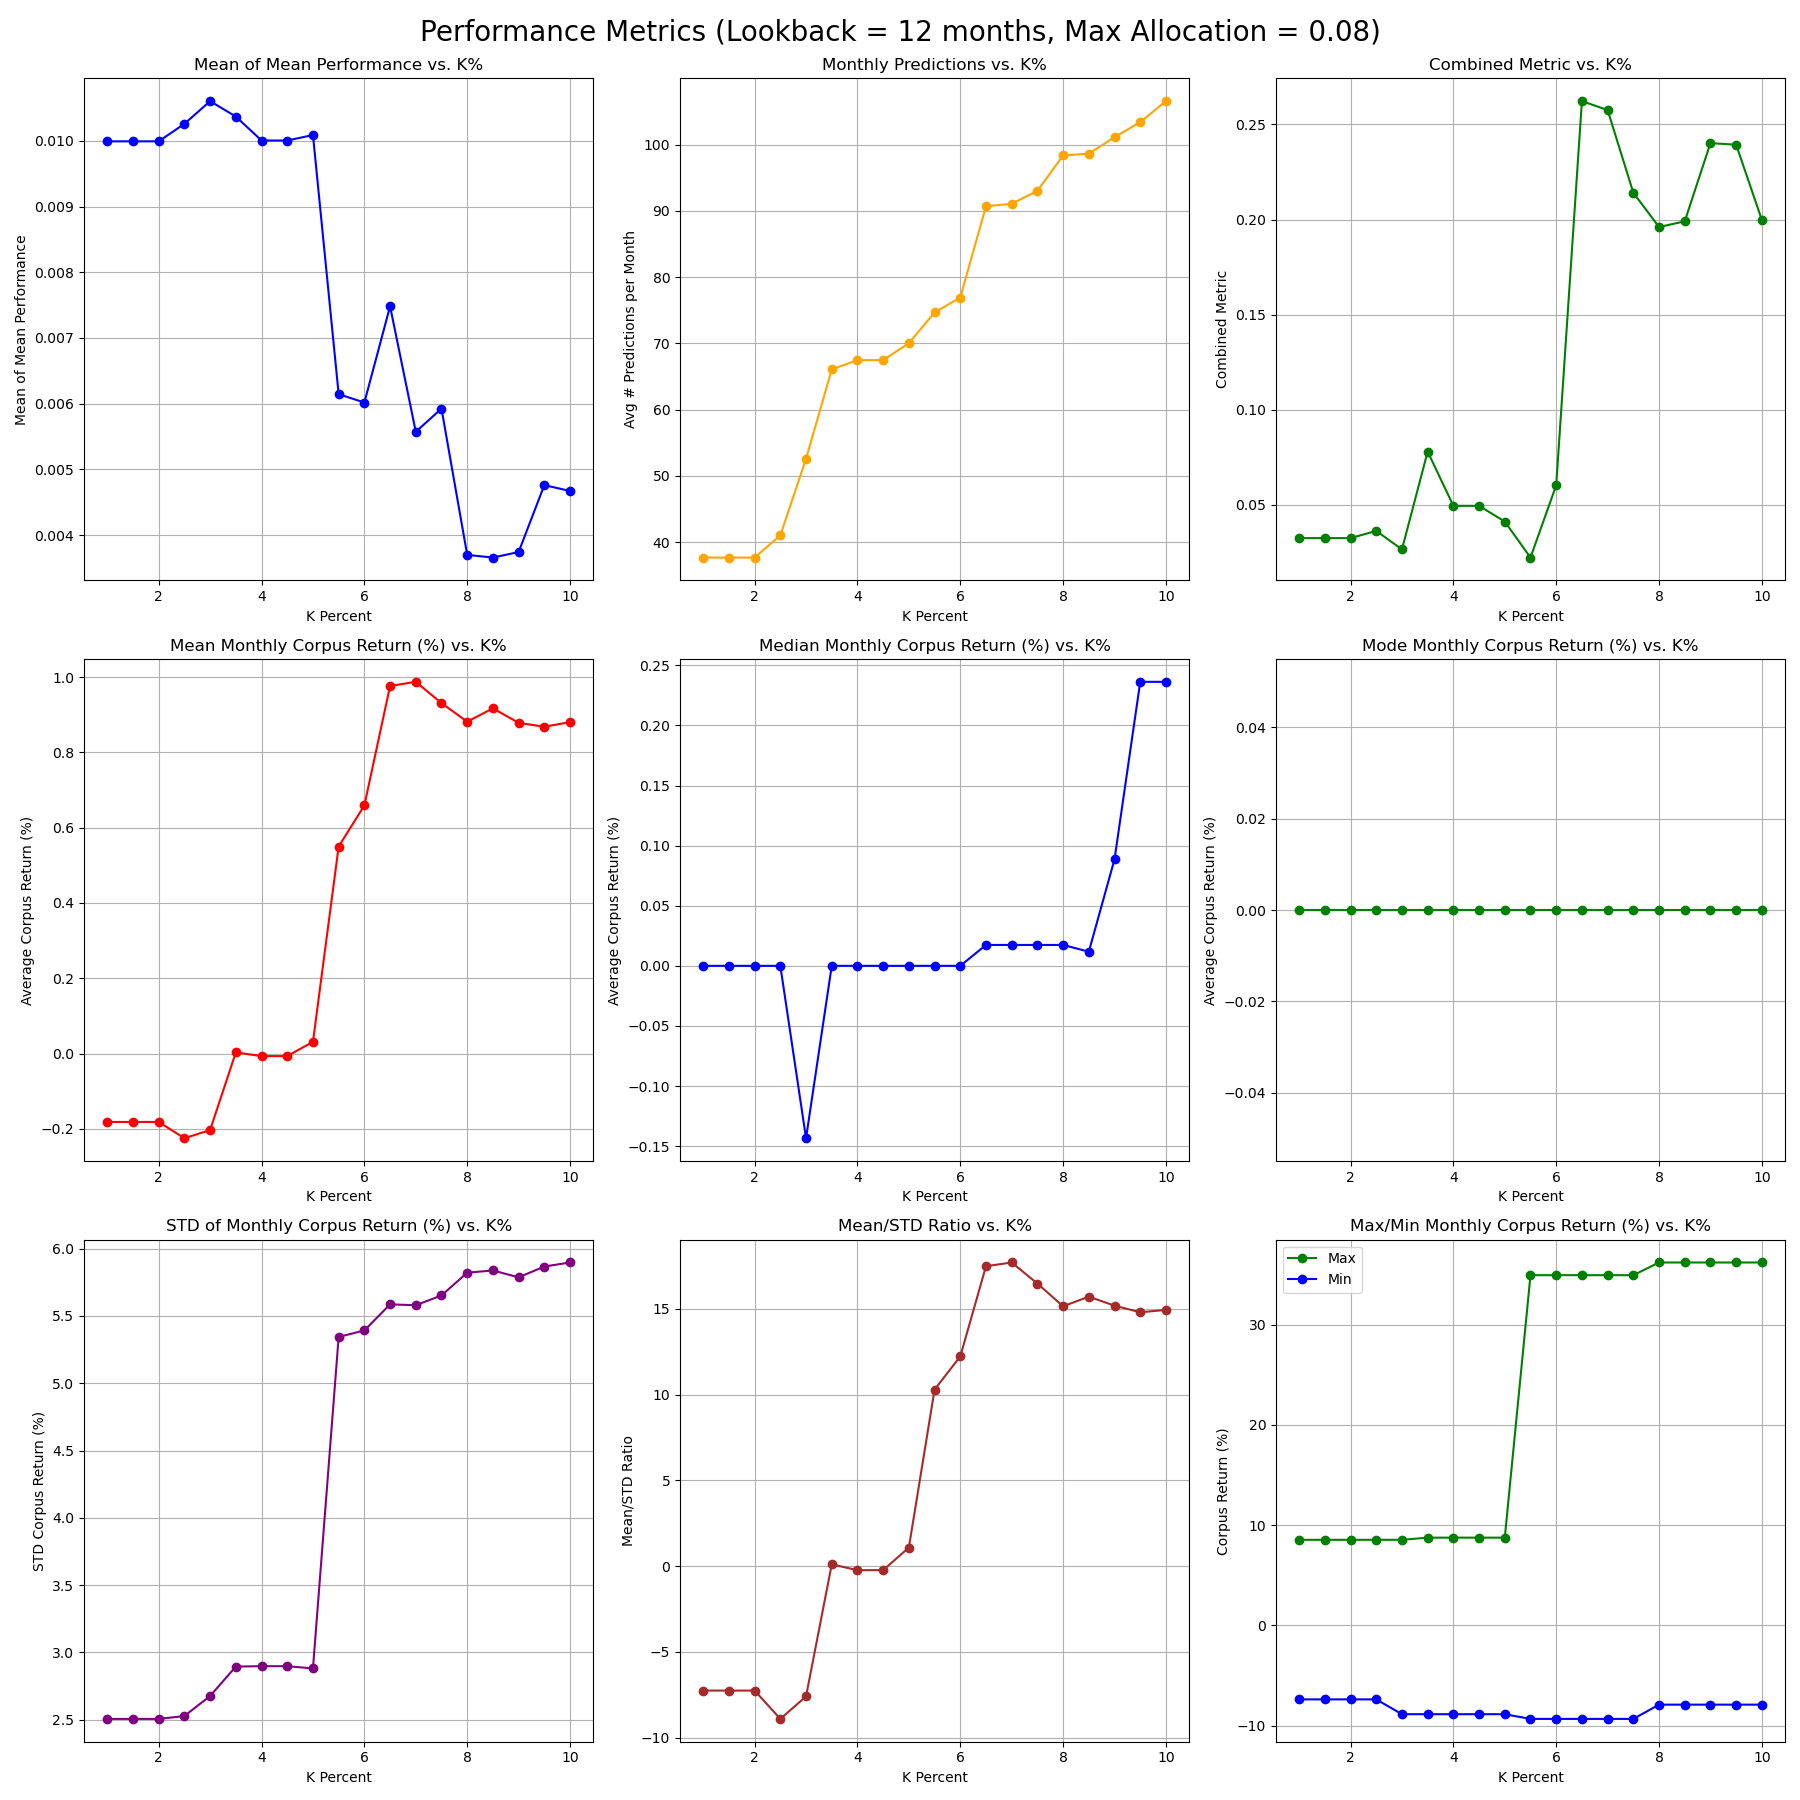 Performance Metrics (Lookback = 12 months, Max Allocation = 0.08)
Mean of Mean Performance vs. K%
Mean of Mean Performance
0.010
0.009
0.008
0.007
0.006
0.005
0.004
2 4 6 8 10
K Percent
Monthly Predictions vs. K%
Avg # Predictions per Month
100
90
80
70
60
50
40
2 4 6 8 10
K Percent
Combined Metric vs. K%
Combined Metric
0.25
0.20
0.15
0.10
0.05
2 4 6 8 10
K Percent
Mean Monthly Corpus Return (%) vs. K%
Average Corpus Return (%)
1.0
0.8
0.6
0.4
0.2
0.0
−0.2
2 4 6 8 10
K Percent
Median Monthly Corpus Return (%) vs. K%
Average Corpus Return (%)
0.25
0.20
0.15
0.10
0.05
0.00
−0.05
−0.10
−0.15
2 4 6 8 10
K Percent
Mode Monthly Corpus Return (%) vs. K%
Average Corpus Return (%)
0.04
0.02
0.00
−0.02
−0.04
2 4 6 8 10
K Percent
STD of Monthly Corpus Return (%) vs. K%
STD Corpus Return (%)
6.0
5.5
5.0
4.5
4.0
3.5
3.0
2.5
2 4 6 8 10
K Percent
Mean/STD Ratio vs. K%
Mean/STD Ratio
15
10
5
0
−5
−10
2 4 6 8 10
K Percent
Max/Min Monthly Corpus Return (%) vs. K%
Max
Min
Corpus Return (%)
30
20
10
0
−10
2 4 6 8 10
K Percent